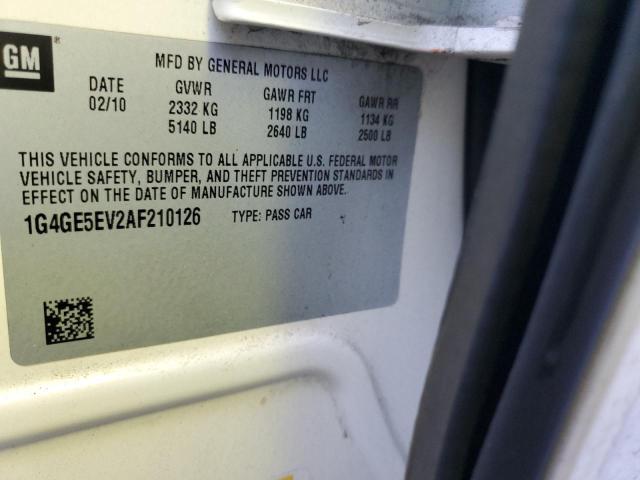 GM®
MFD BY GENERAL MOTORS LLC
DATE GVWR GAWR FRT GAWR RR
02/10 2332 KG 1198 KG 1134 KG
5140 LB 2640 LB 2500 LB
THIS VEHICLE CONFORMS TO ALL APPLICABLE U.S. FEDERAL MOTOR
VEHICLE SAFETY, BUMPER, AND THEFT PREVENTION STANDARDS IN
EFFECT ON THE DATE OF MANUFACTURE SHOWN ABOVE.
1G4GE5EV2AF210126 TYPE: PASS CAR